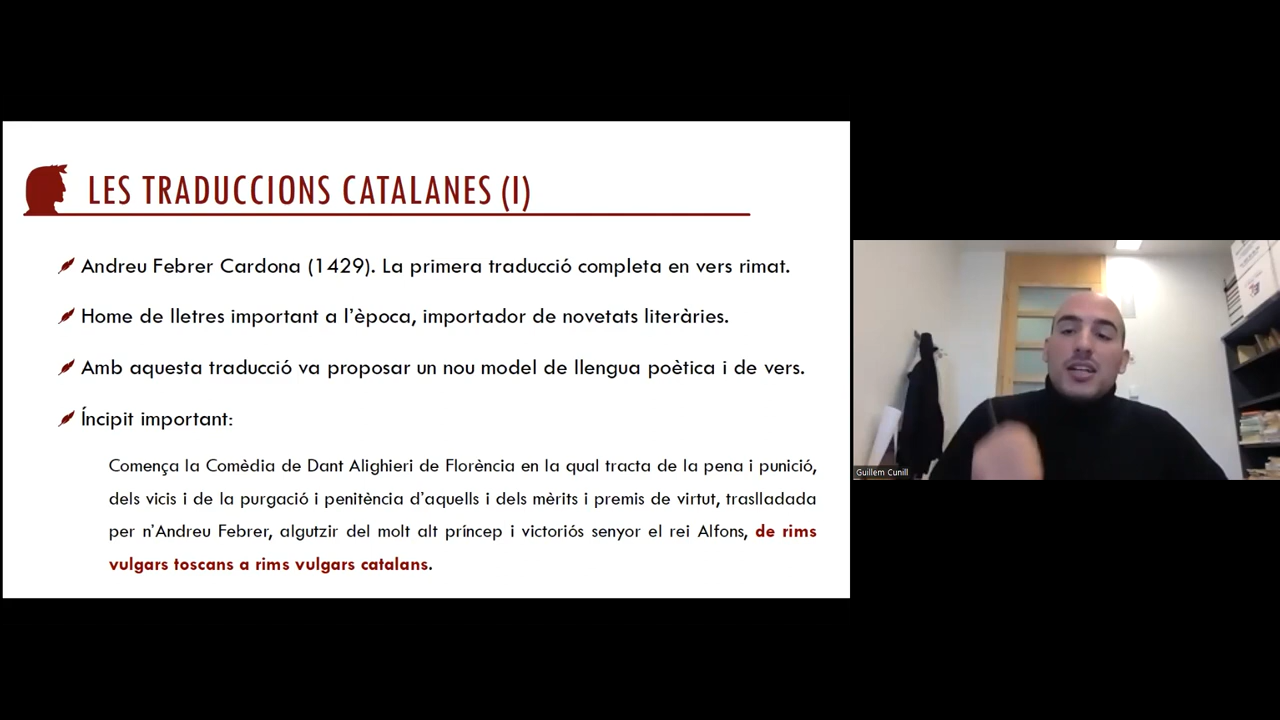 LES TRADUCCIONS CATALANES (I)
Andreu Febrer Cardona (1429). La primera traducció completa en vers rimat.
Home de lletres important a l'època, importador de novetats literàries.
Amb aquesta traducció va proposar un nou model de llengua poètica i de vers.
Íncipit important:
Comença la Comèdia de Dant Alighieri de Florència en la qual tracta de la pena i punició,
dels vicis i de la purgació i penitència d'aquells i dels mèrits i premis de virtut, traslladada
per n'Andreu Febrer, algutzir del molt alt príncep i victoriós senyor el rei Alfons, de rims
vulgars toscans a rims vulgars catalans.
Guillem Cunill